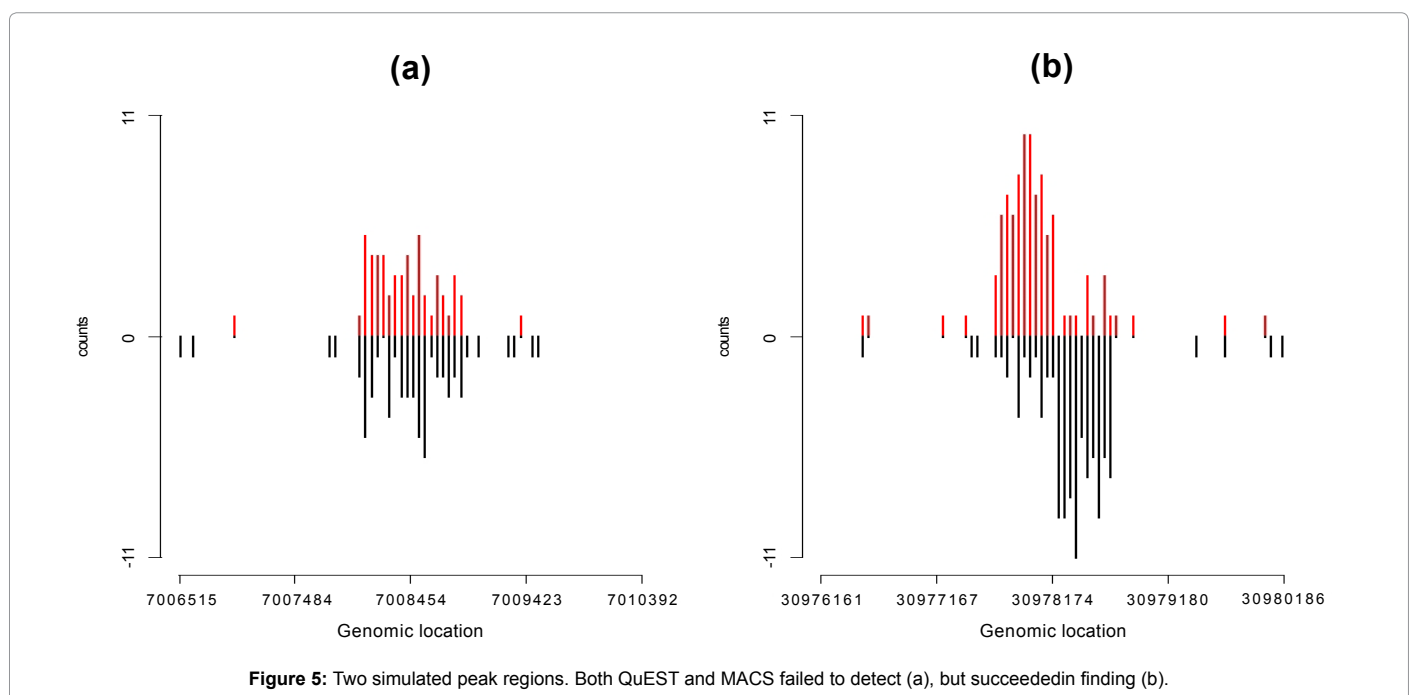 (a)
11
0
-11
counts
7006515 7007484 7008454 7009423 7010392
Genomic location
(b)
11
0
-11
counts
30976161 30977167 30978174 30979180 30980186
Genomic location
Figure 5: Two simulated peak regions. Both QuEST and MACS failed to detect (a), but succeededin finding (b).